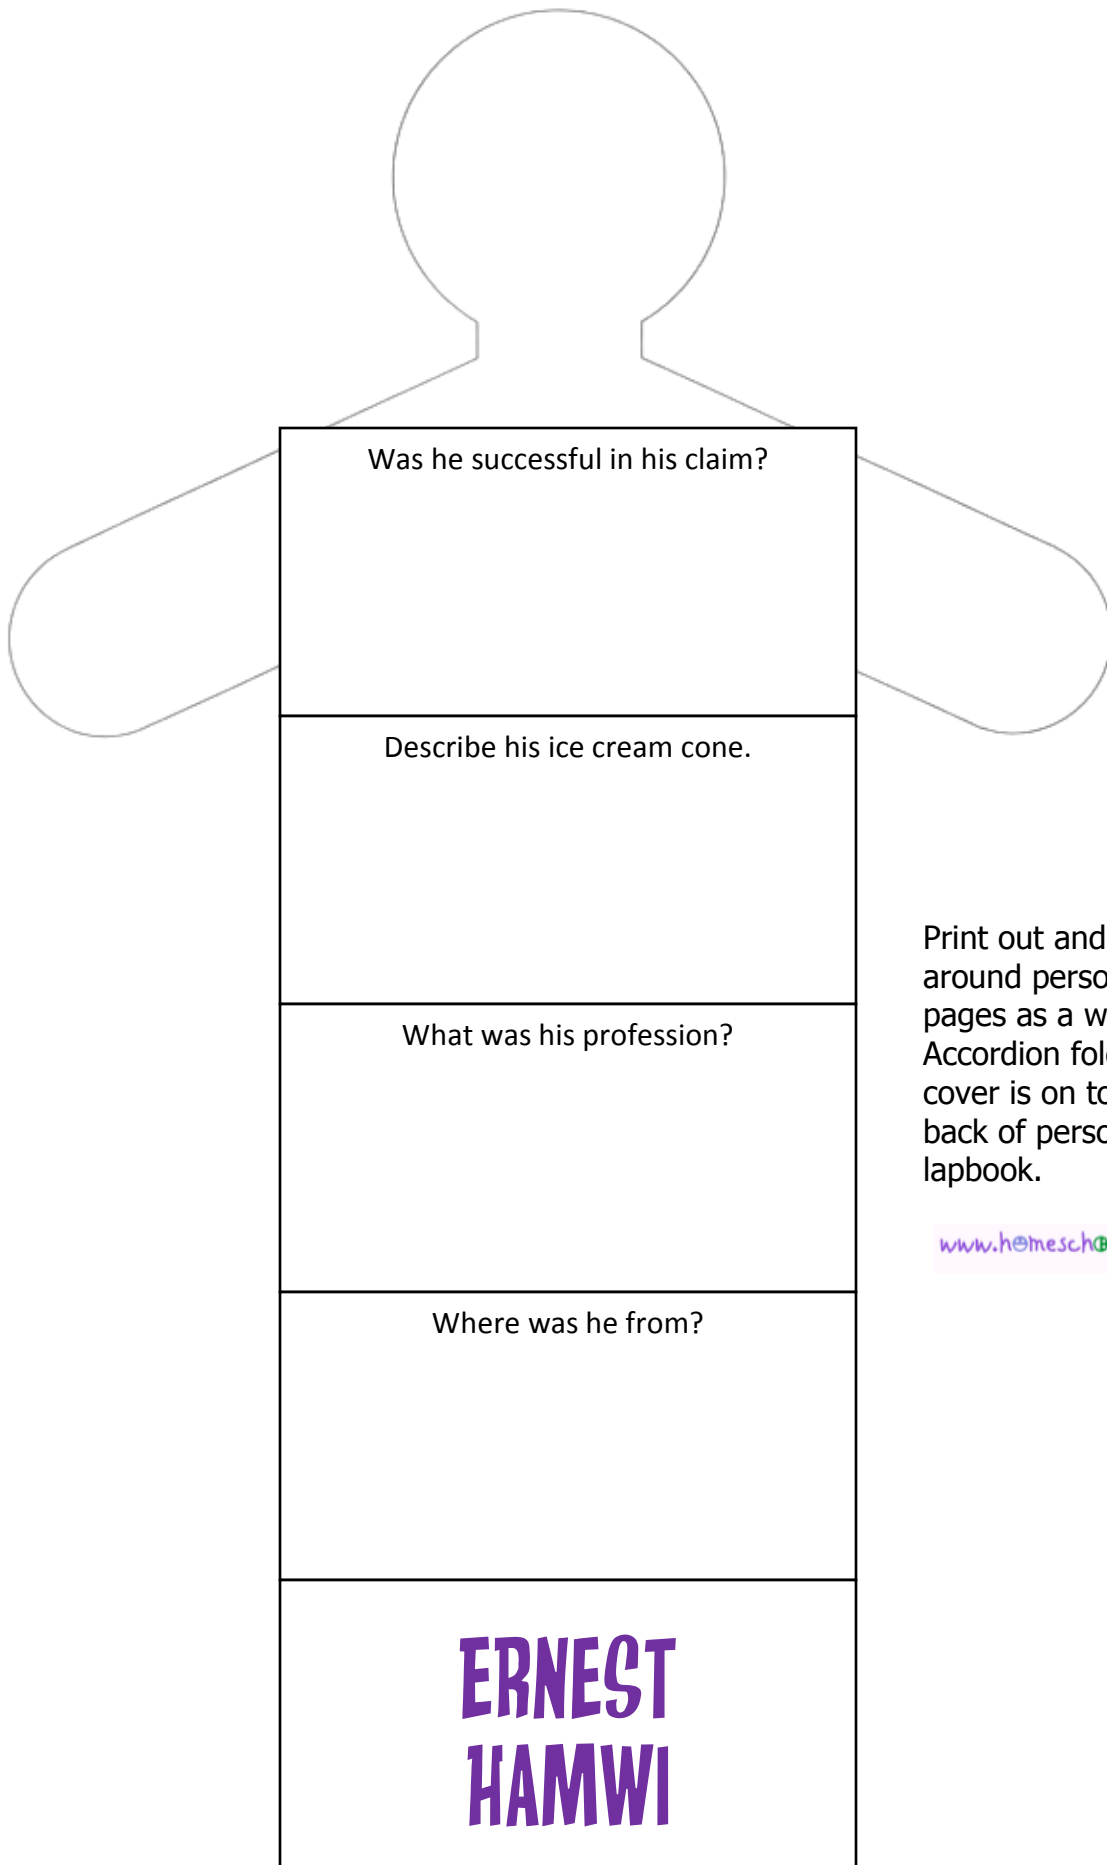 Was he successful in his claim?
Describe his ice cream cone.
What was his profession?
Where was he from?
ERNEST
HAMWI
Print out and
around perso
pages as a w
Accordion fol
cover is on to
back of perso
lapbook.
www.homescho